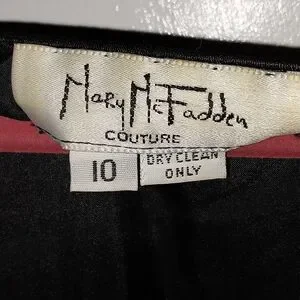 Mary McFadden
COUTURE
10
DRY CLEAN
ONLY